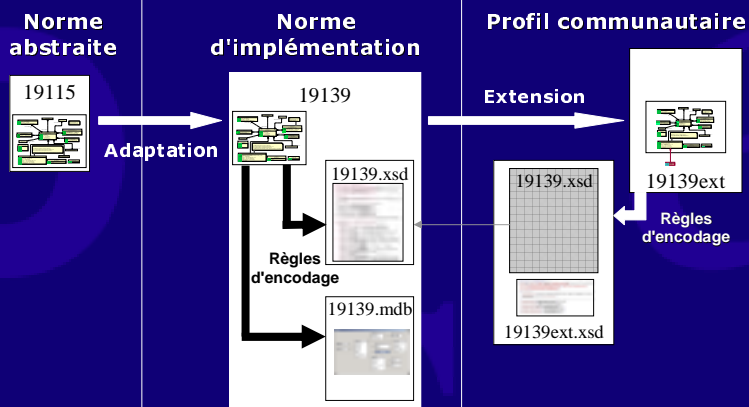 Norme
abstraite
Norme
d'implémentation
Profil communautaire
19115
Adaptation
19139
Extension
19139ext
19139.xsd
Règles
d'encodage
19139.mdb
19139.xsd
19139ext.xsd
Règles
d'encodage